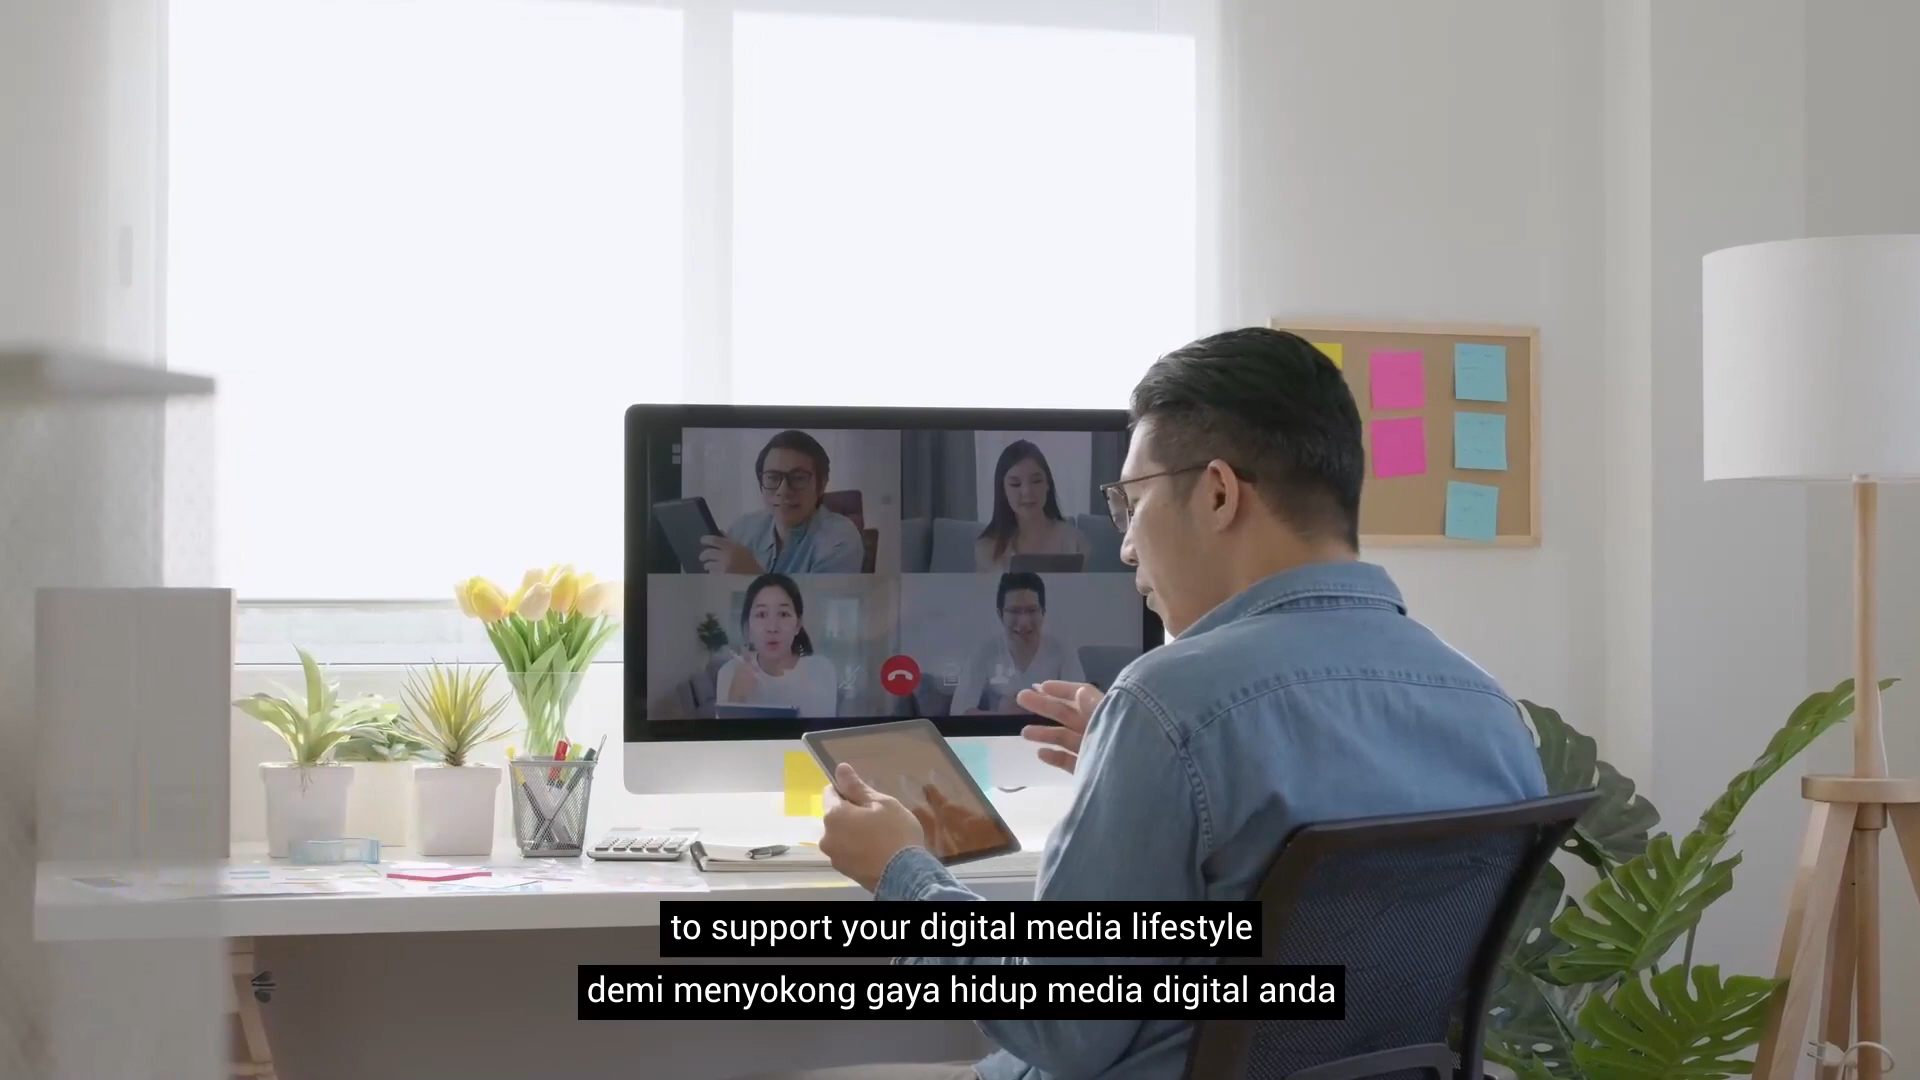 to support your digital media lifestyle
demi menyokong gaya hidup media digital anda